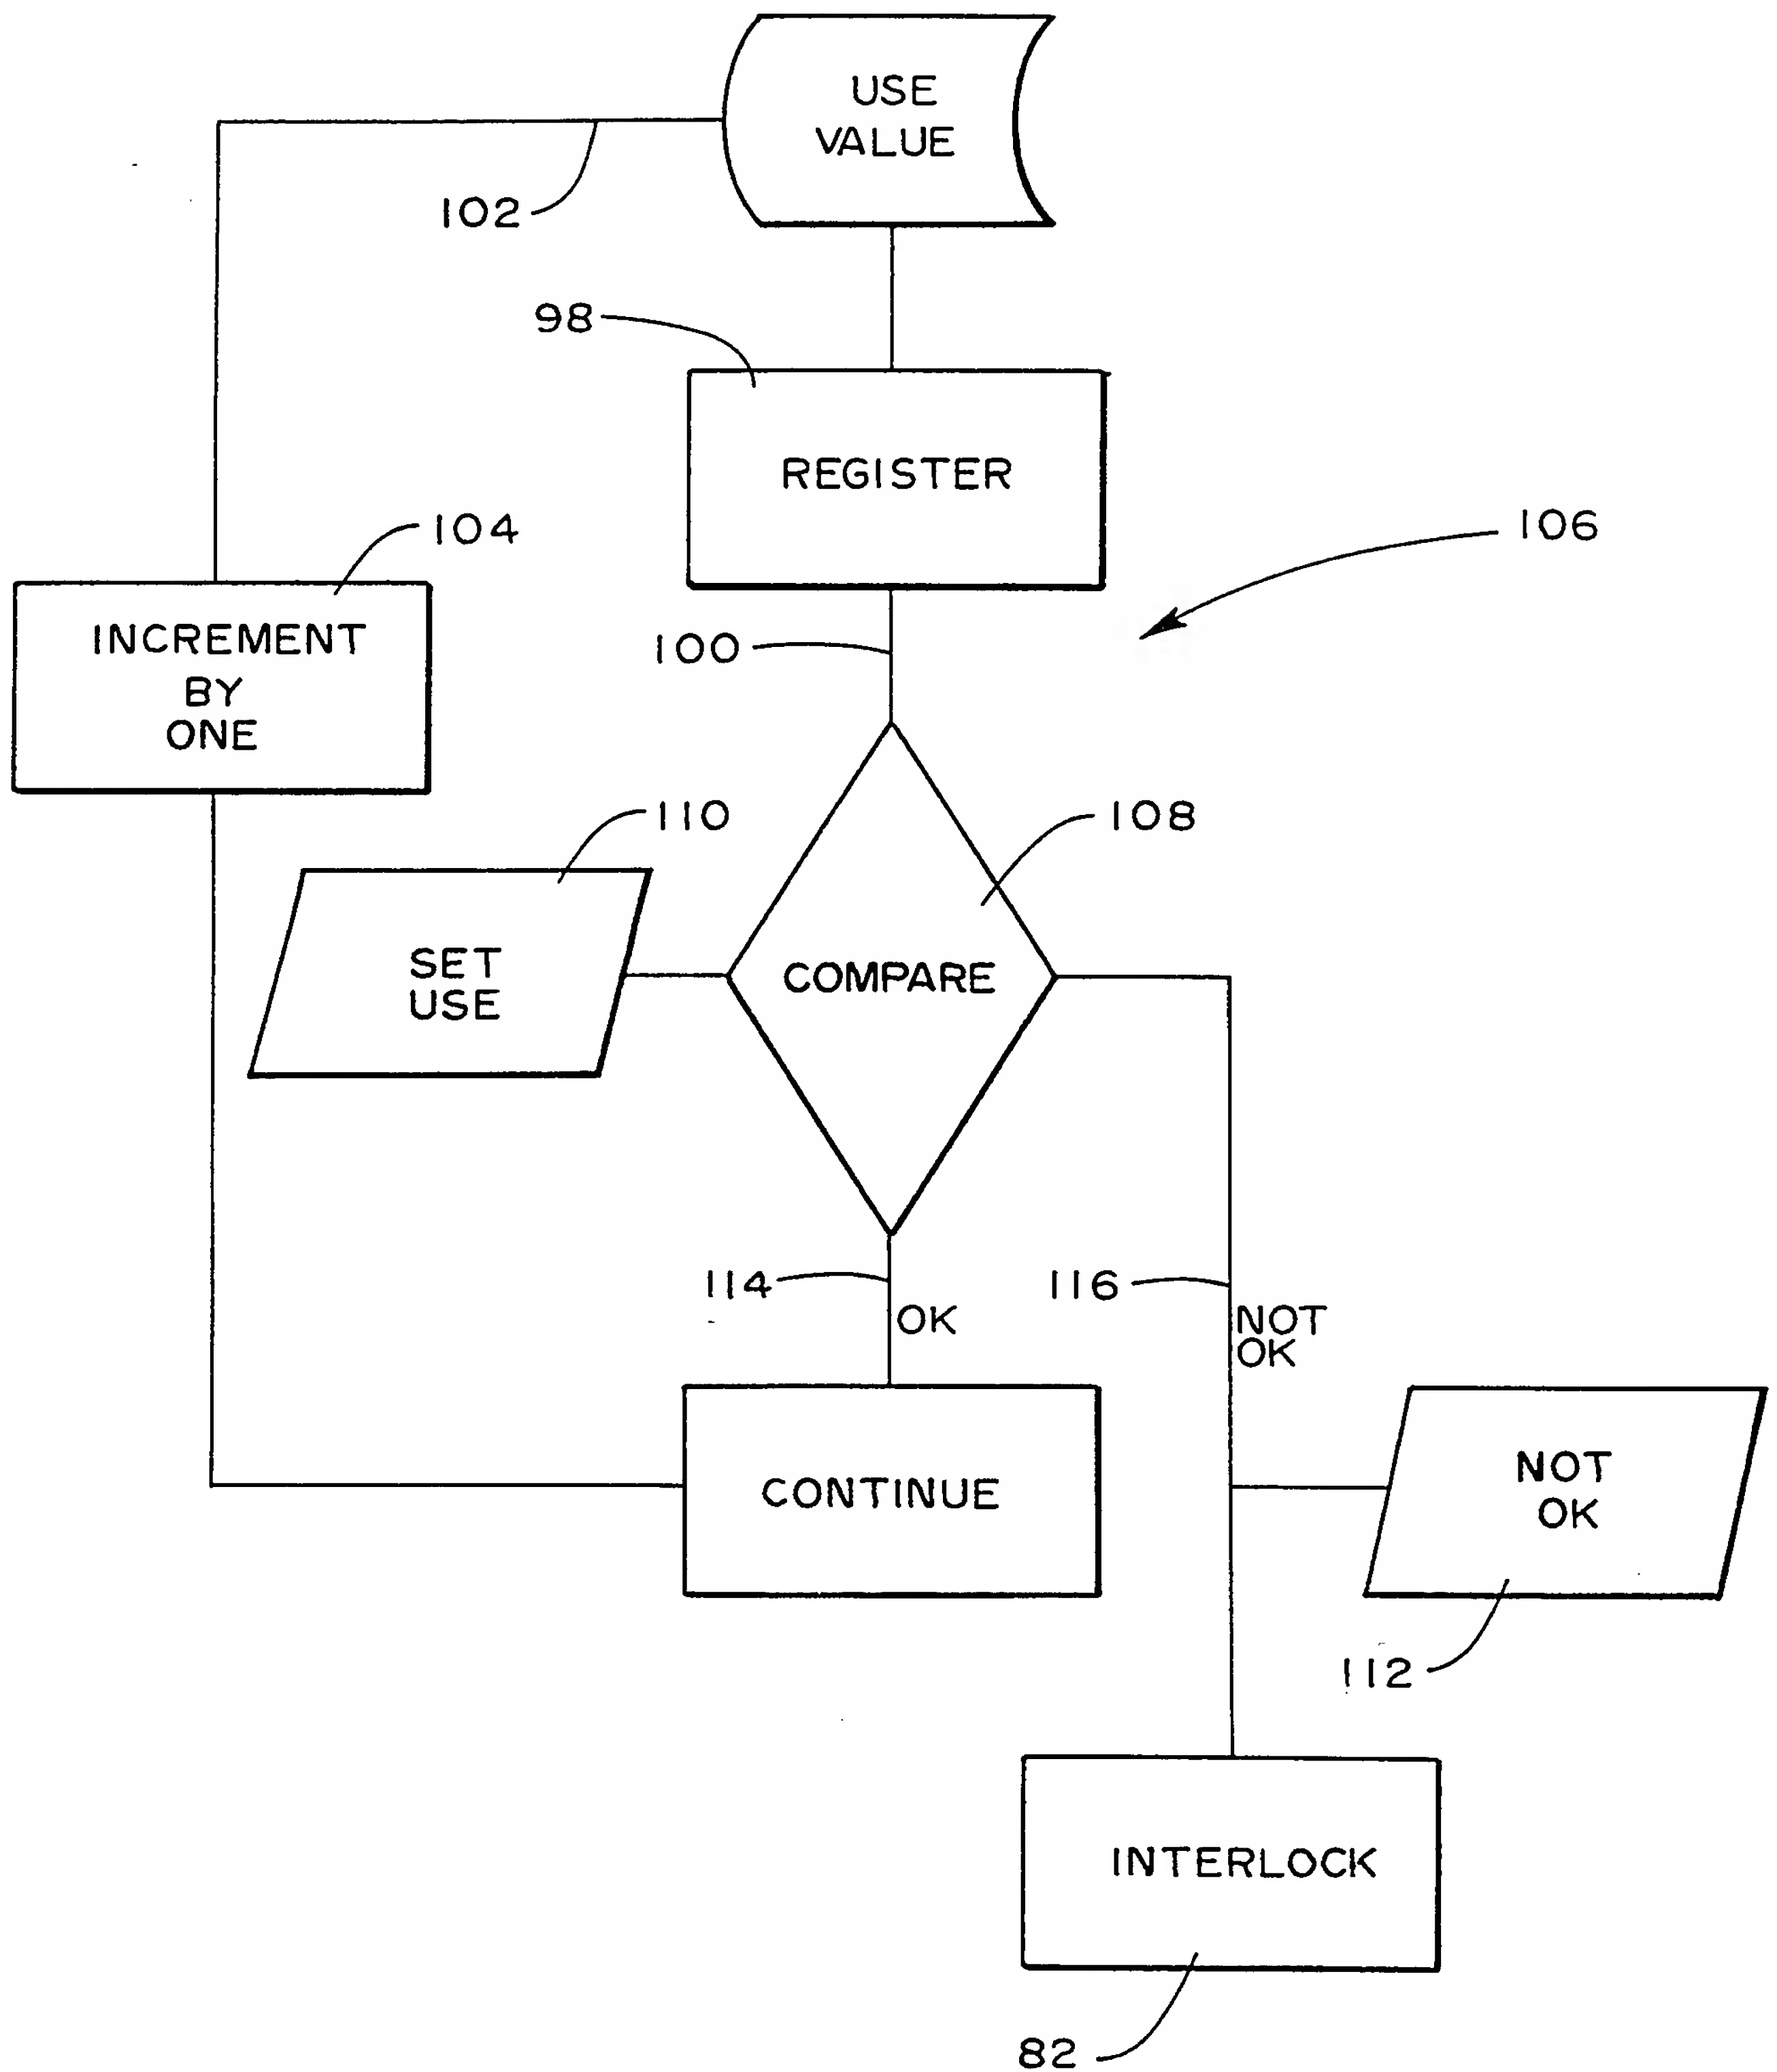 USE
VALUE
102
98
REGISTER
106
104
INCREMENT
BY
ONE
100
110
108
SET
USE
COMPARE
114
OK
116
NOT
OK
CONTINUE
NOT
OK
112
INTERLOCK
82